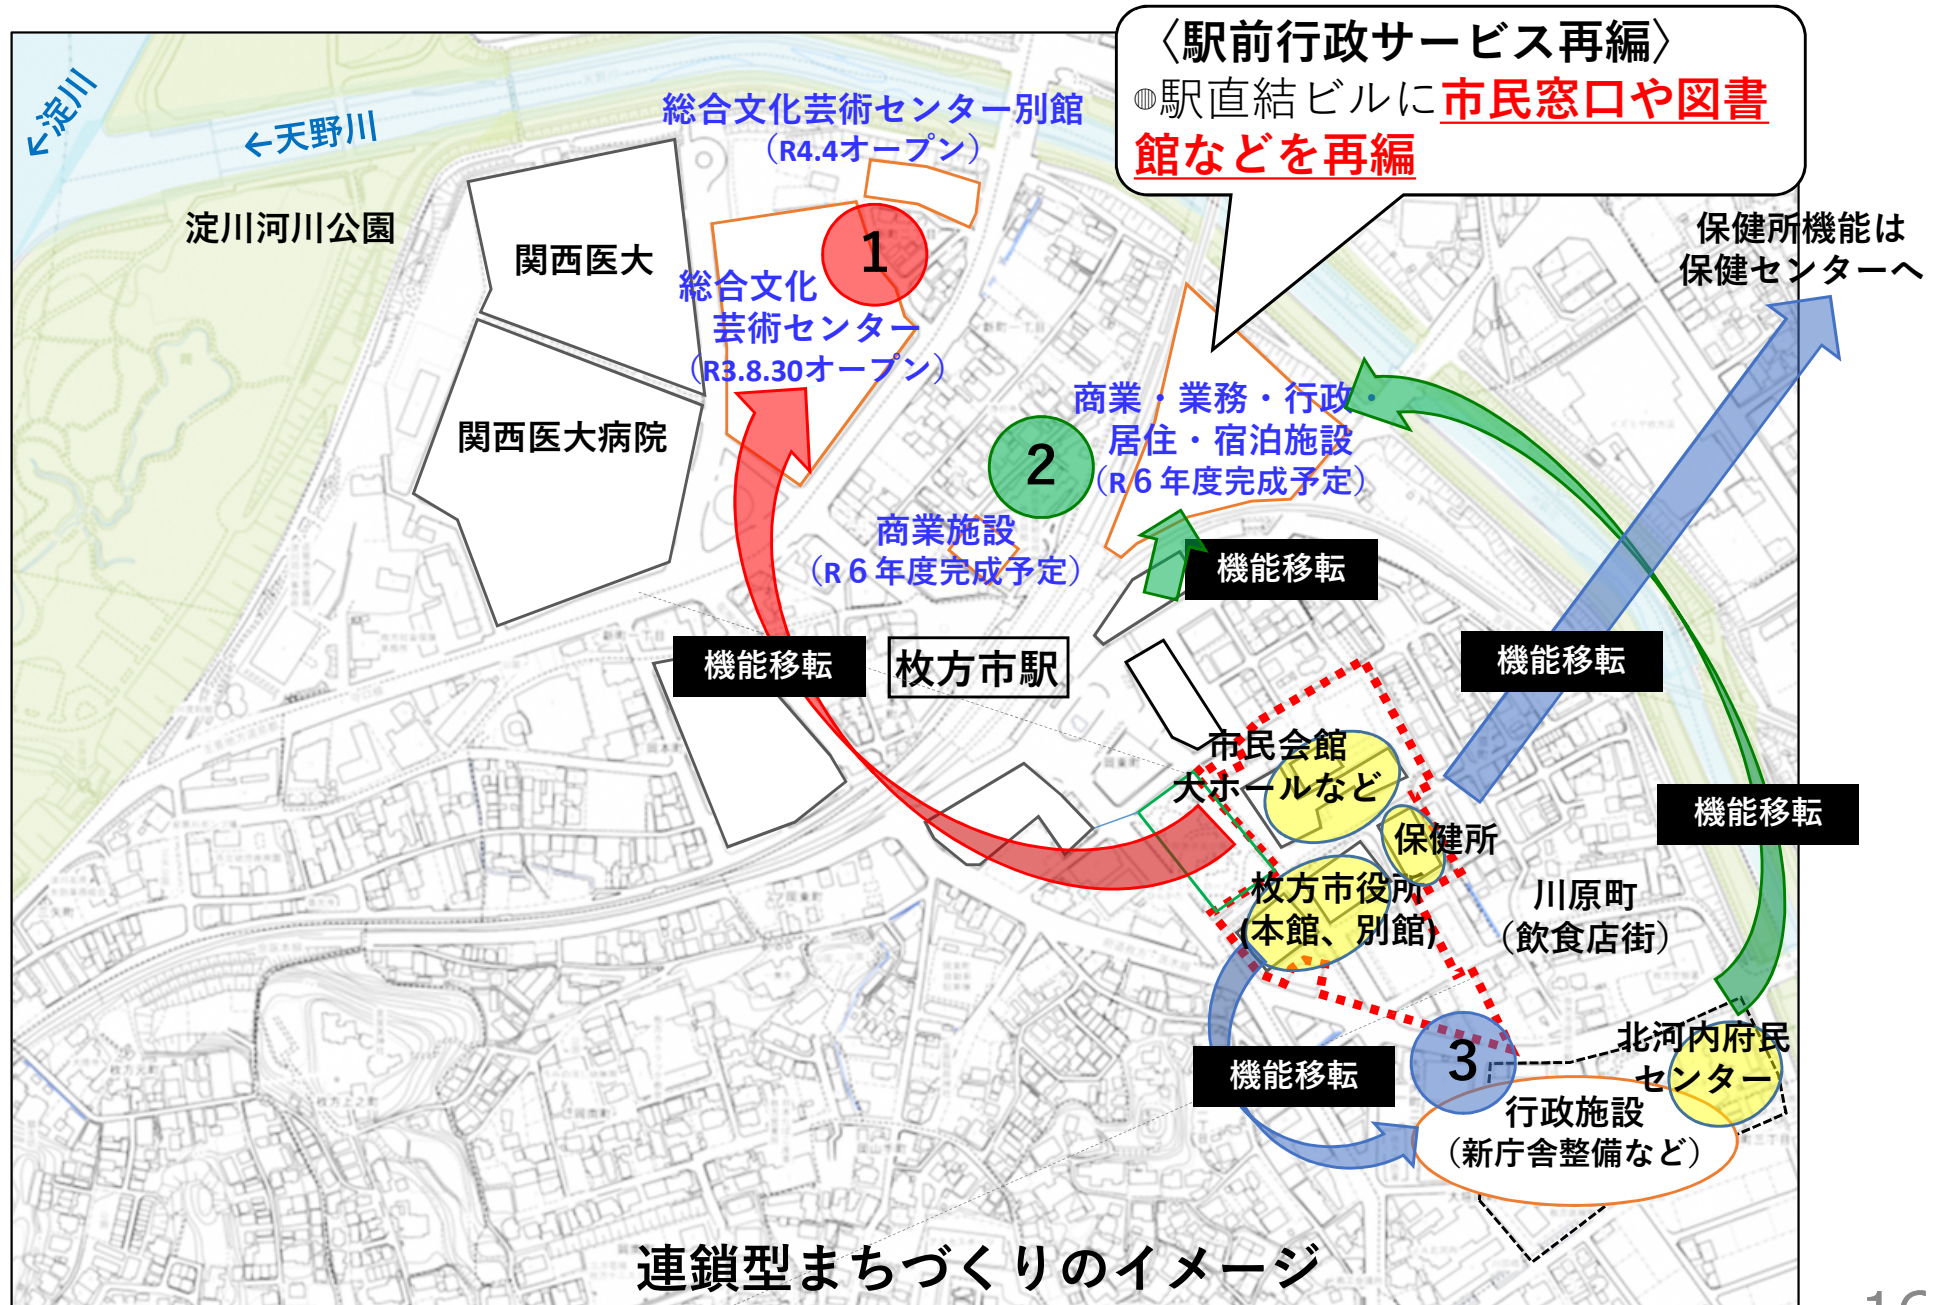 〈駅前行政サービス再編〉
◍駅直結ビルに市民窓口や図書
館などを再編
←淀川
←天野川
総合文化芸術センター別館
（R4.4オープン）
淀川河川公園
関西医大
1
総合文化
芸術センター
（R3.8.30オープン）
保健所機能は
保健センターへ
関西医大病院
商業・業務・行政・
居住・宿泊施設
（R６年度完成予定）
2
商業施設
（R６年度完成予定）
機能移転
機能移転
枚方市駅
機能移転
市民会館
大ホールなど
機能移転
保健所
枚方市役所
(本館、別館)
川原町
（飲食店街）
機能移転
3
北河内府民
センター
行政施設
（新庁舎整備など）
連鎖型まちづくりのイメージ
16